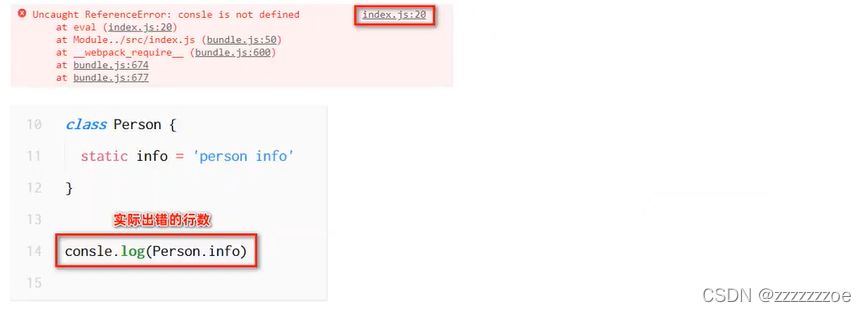 Uncaught ReferenceError: consle is not defined index.js:20
at eval (index.js:20)
at Module../src/index.js (bundle.js:50)
at __webpack_require__ (bundle.js:600)
at bundle.js:674
at bundle.js:677
10 class Person {
11 static info = 'person info'
12 }
13 实际出错的行数
14 consle.log(Person.info)
15
CSDN @zzzzzzzoe